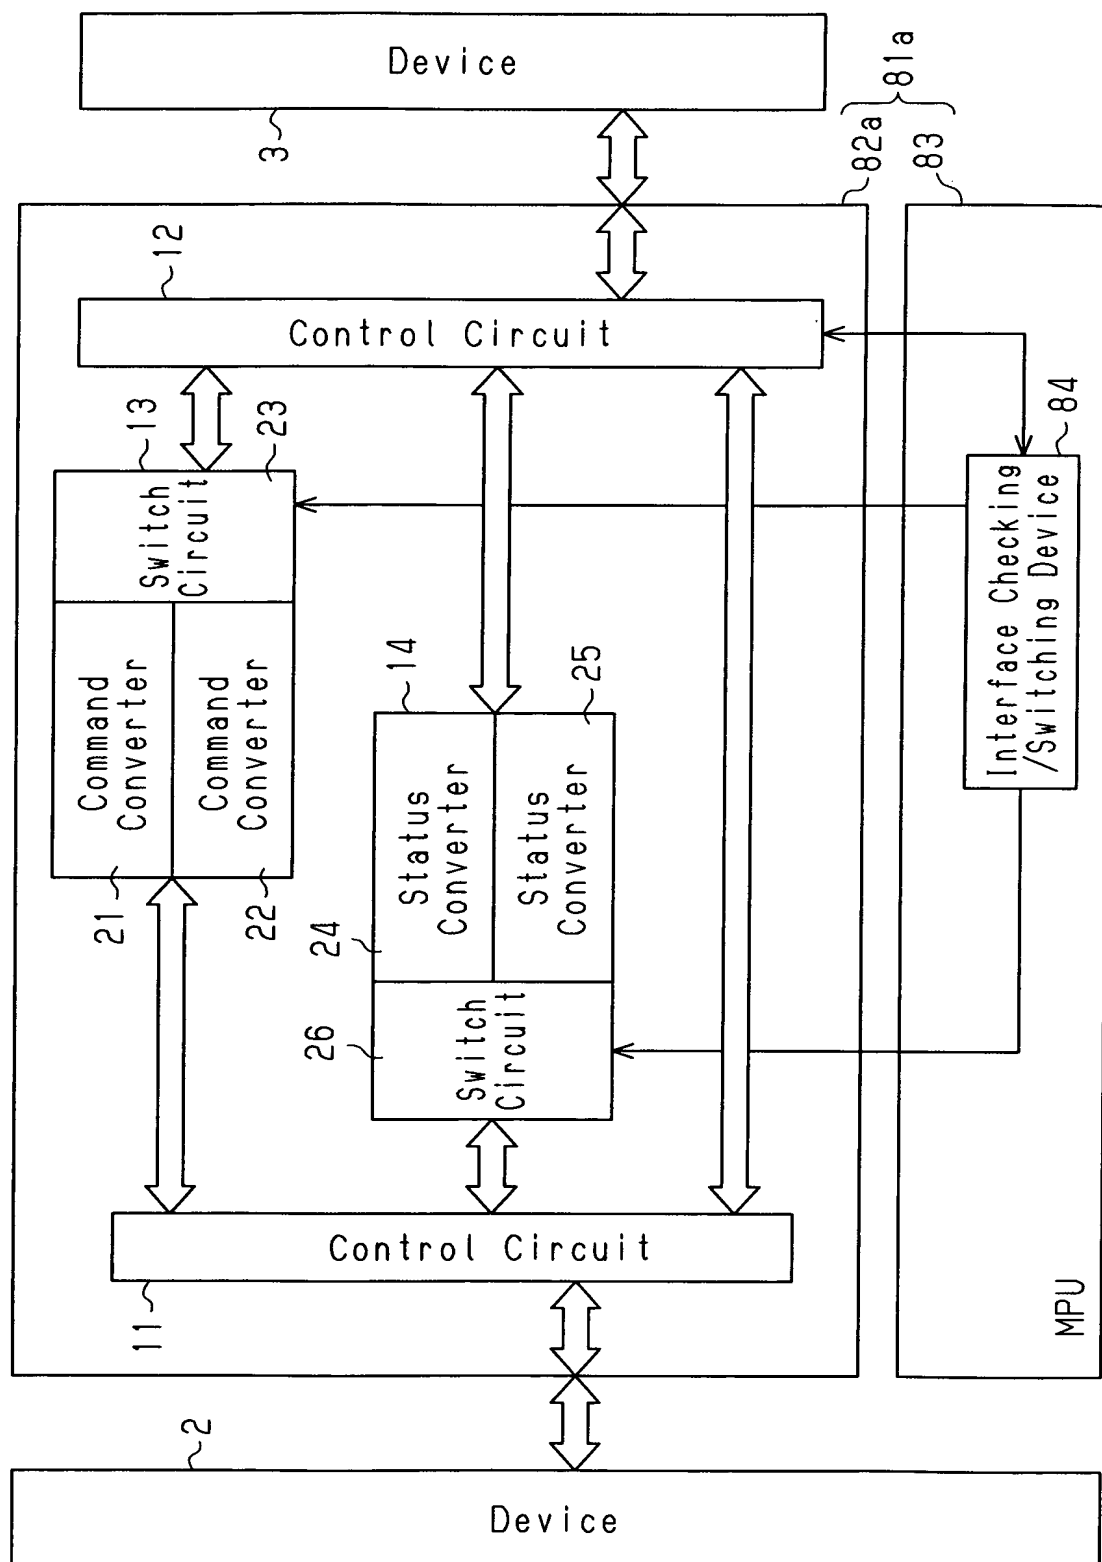 Device
3
81a
82a
83
12
Control Circuit
13
23
Switch
Circuit
84
Interface Checking
/Switching Device
Command
Converter
Command
Converter
21
22
14
25
Status
Converter
Status
Converter
24
26
Switch
Circuit
Control Circuit
11
MPU
2
Device